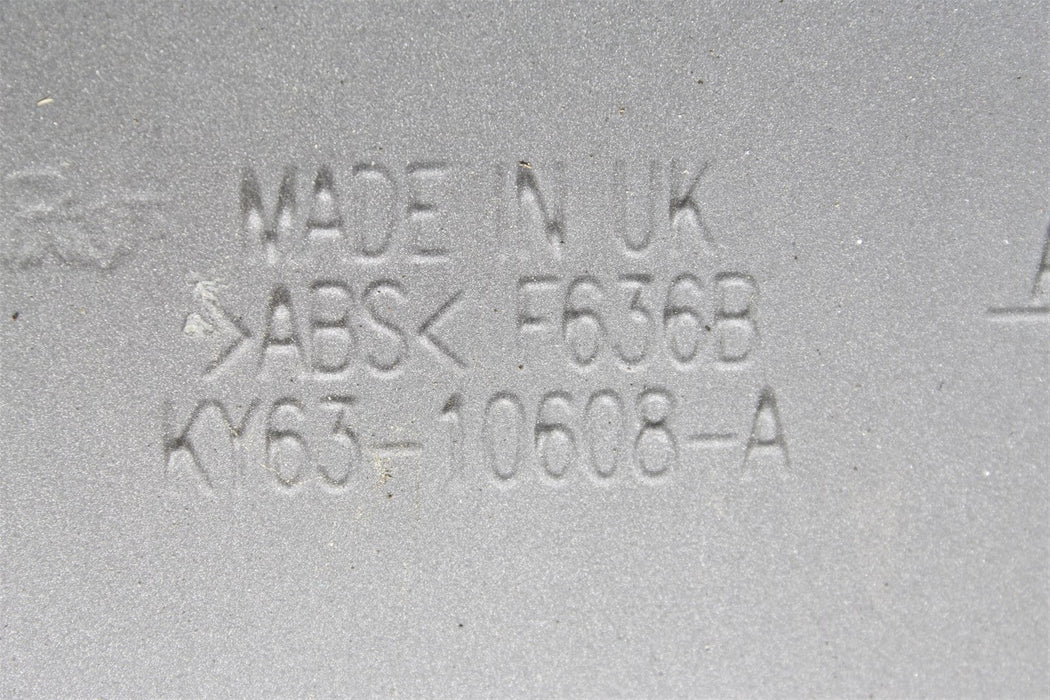 MADE IN UK
>ABS< F636B
KY63-10608-A